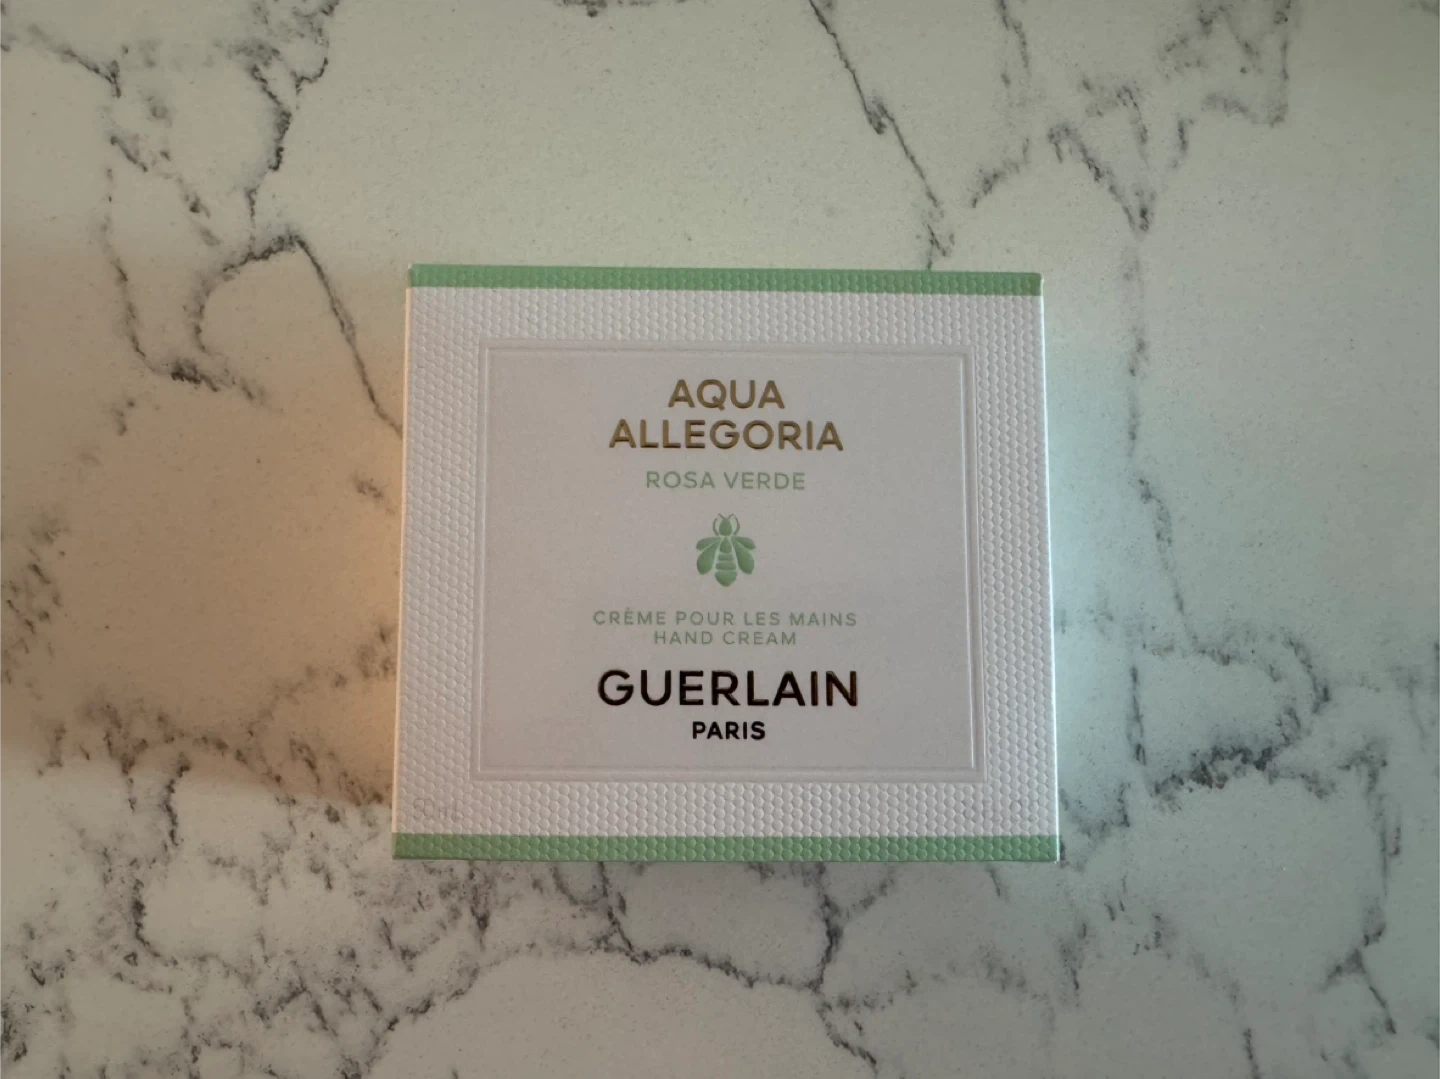 AQUA
ALLEGORIA
ROSA VERDE
CRÈME POUR LES MAINS
HAND CREAM
GUERLAIN
PARIS